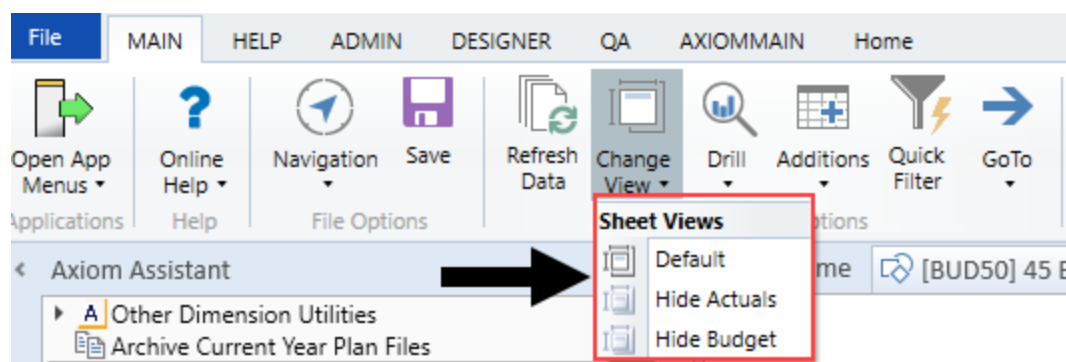 File MAIN HELP ADMIN DESIGNER QA AXIOMMAIN Home
Open App Online Navigation Save Refresh Change Drill Additions Quick GoTo
Menus Help Data View Filter
Applications Help File Options
Sheet Views
Axiom Assistant Default [BUD50] 45
A Other Dimension Utilities Hide Actuals
Archive Current Year Plan Files Hide Budget